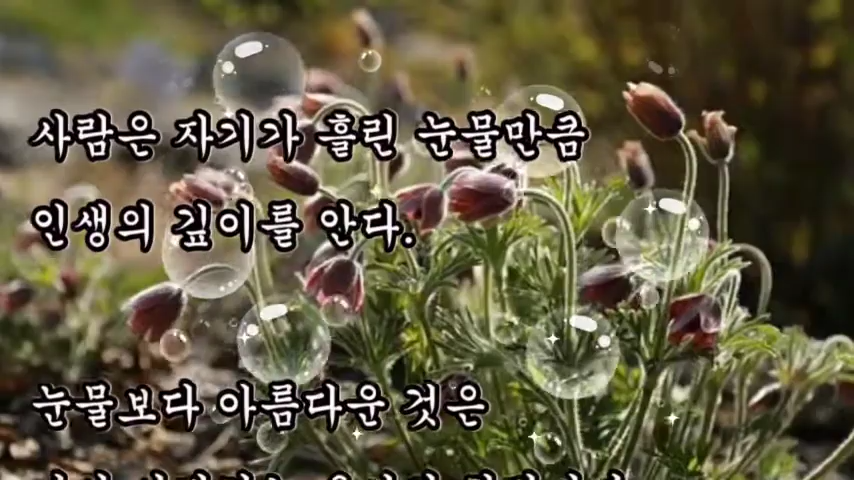 사람은 자기가 흘린 눈물만큼
인생의 깊이를 안다.
눈물보다 아름다운 것은